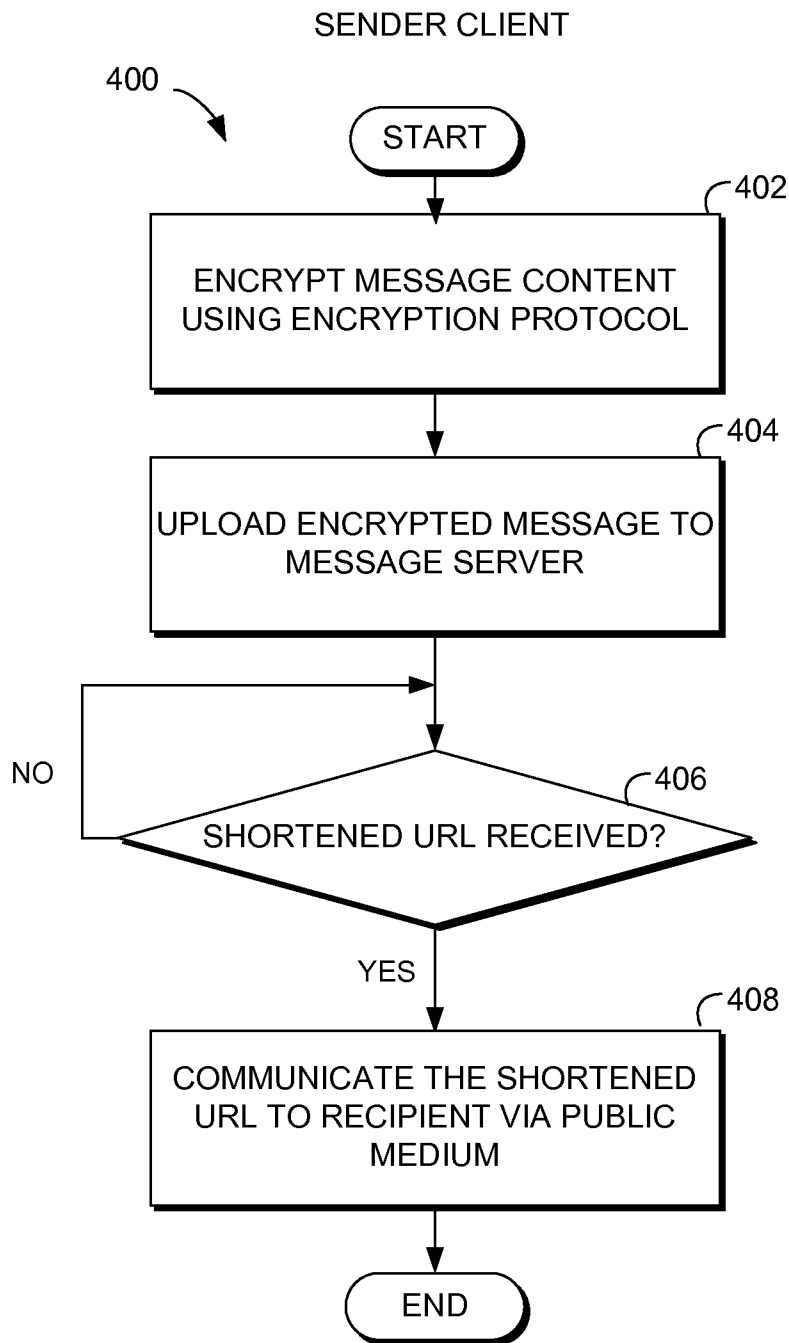 SENDER CLIENT
400
START
402
ENCRYPT MESSAGE CONTENT
USING ENCRYPTION PROTOCOL
404
UPLOAD ENCRYPTED MESSAGE TO
MESSAGE SERVER
NO
406
SHORTENED URL RECEIVED?
YES
408
COMMUNICATE THE SHORTENED
URL TO RECIPIENT VIA PUBLIC
MEDIUM
END